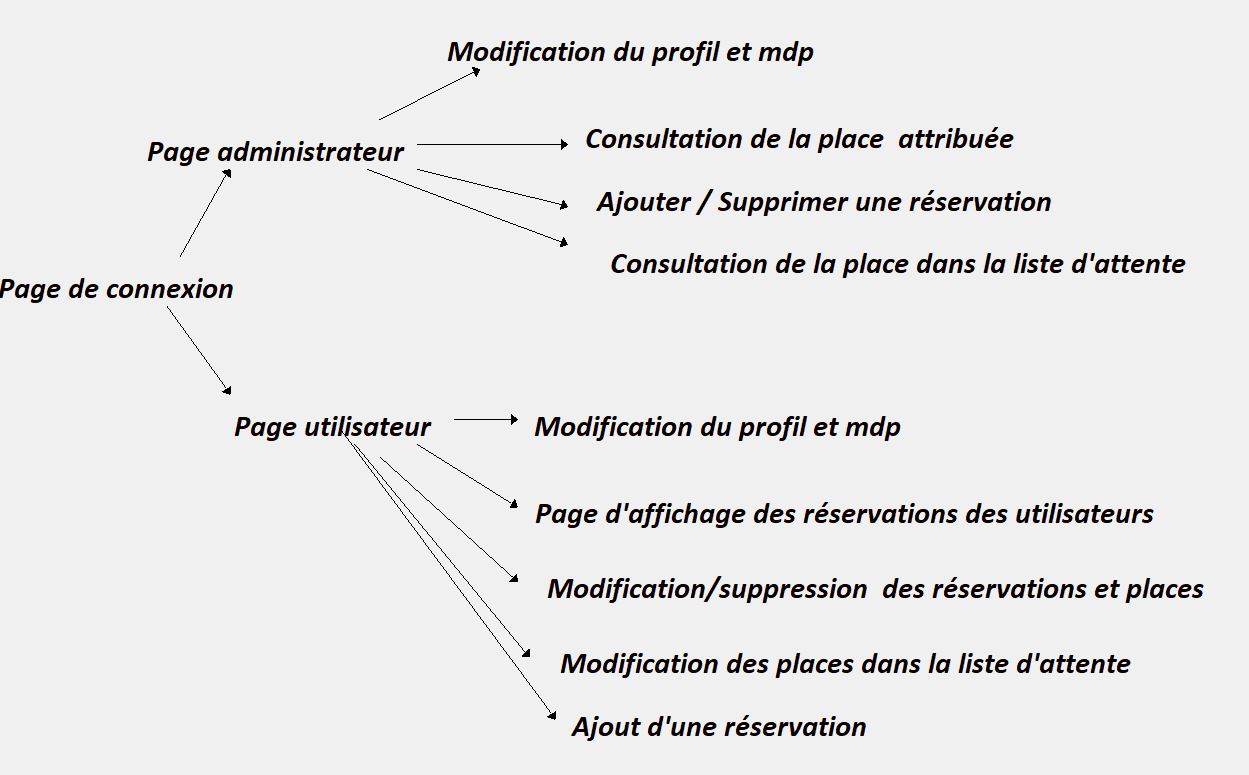 Modification du profil et mdp
Page administrateur
Consultation de la place  attribuée
Ajouter / Supprimer une réservation
Consultation de la place dans la liste d'attente
Page de connexion
Page utilisateur
Modification du profil et mdp
Page d'affichage des réservations des utilisateurs
Modification/suppression  des réservations et places
Modification des places dans la liste d'attente
Ajout d'une réservation